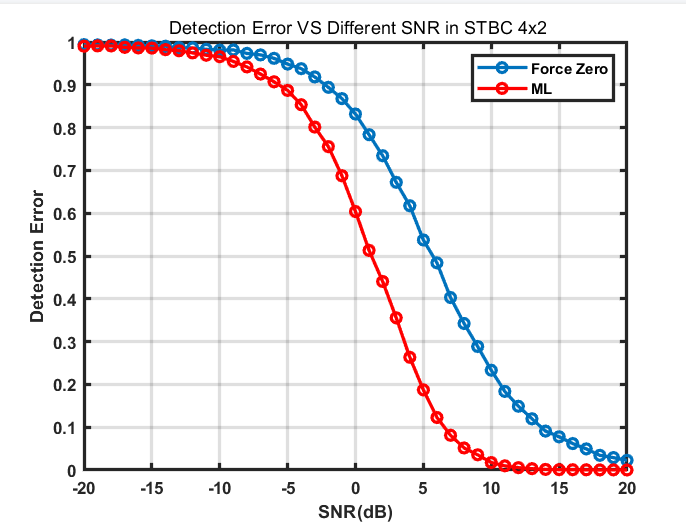 Detection Error VS Different SNR in STBC 4x2
Force Zero
ML
1
0.9
0.8
0.7
0.6
0.5
0.4
0.3
0.2
0.1
0
Detection Error
-20 -15 -10 -5 0 5 10 15 20
SNR(dB)